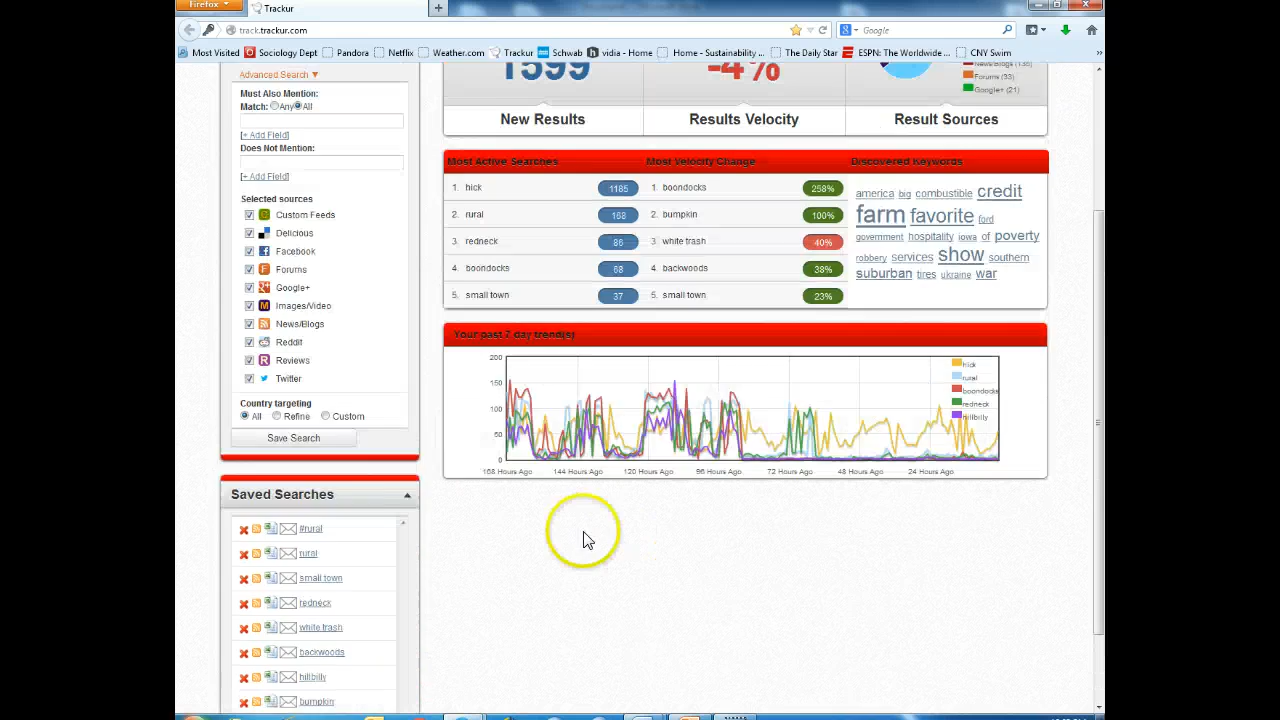 Firefox
Trackur
track.trackur.com
Google
Most Visited Sociology Dept Pandora Netflix Weather.com Trackur Schwab vidia - Home Home - Sustainability ... The Daily Star ESPN: The Worldwide ... CNY Swim
Advanced Search
Must Also Mention:
Match: Any All
[+ Add Field]
Does Not Mention:
[+ Add Field]
Selected sources
Custom Feeds
Delicious
Facebook
Forums
Google+
Images/Video
News/Blogs
Reddit
Reviews
Twitter
Country targeting
All Refine Custom
Save Search
Saved Searches
#rural
rural
small town
redneck
white trash
backwoods
hillbilly
bumpkin
1599 -4%
News/Blogs (135)
Forums (33)
Google+ (21)
New Results Results Velocity Result Sources
Most Active Searches Most Velocity Change Discovered Keywords
1. hick 1185
2. rural 168
3. redneck 86
4. boondocks 68
5. small town 37
1. boondocks 258%
2. bumpkin 100%
3. white trash 40%
4. backwoods 38%
5. small town 23%
america big combustible credit
farm favorite ford
government hospitality iowa of poverty
robbery services show southern
suburban tires ukraine war
Your past 7 day trend(s)
200
150
100
50
0
hick
rural
boondocks
redneck
hillbilly
168 Hours Ago 144 Hours Ago 120 Hours Ago 96 Hours Ago 72 Hours Ago 48 Hours Ago 24 Hours Ago